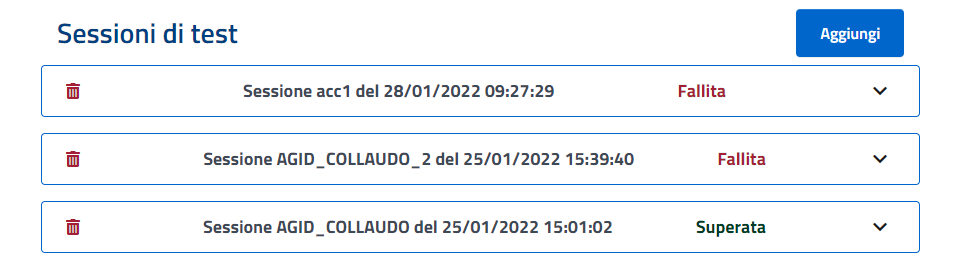 Sessioni di test
Aggiungi
Sessione acc1 del 28/01/2022 09:27:29 Fallita
Sessione AGID_COLLAUDO_2 del 25/01/2022 15:39:40 Fallita
Sessione AGID_COLLAUDO del 25/01/2022 15:01:02 Superata